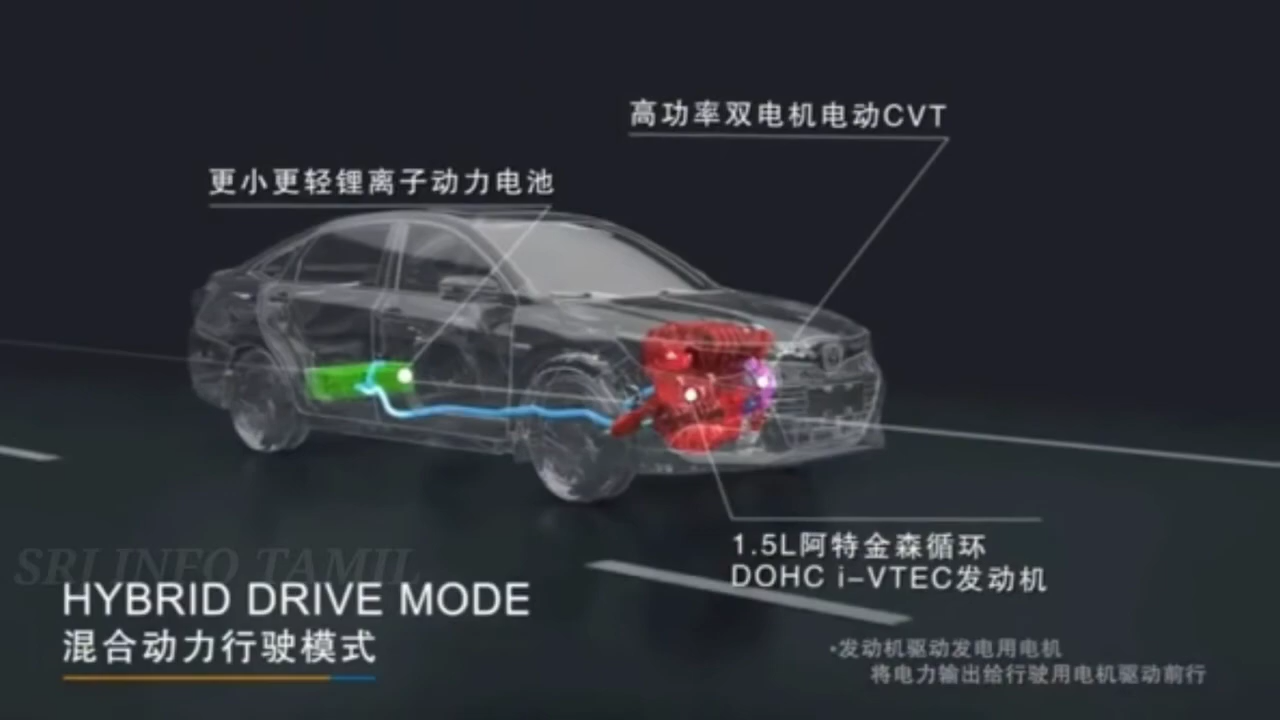 高功率双电机电动CVT
更小更轻锂离子动力电池
1.5L阿特金森循环
DOHC i-VTEC发动机
SRI INFO TAMIL
HYBRID DRIVE MODE
混合动力行驶模式
•发动机驱动发电用电机
将电力输出给行驶用电机驱动前行